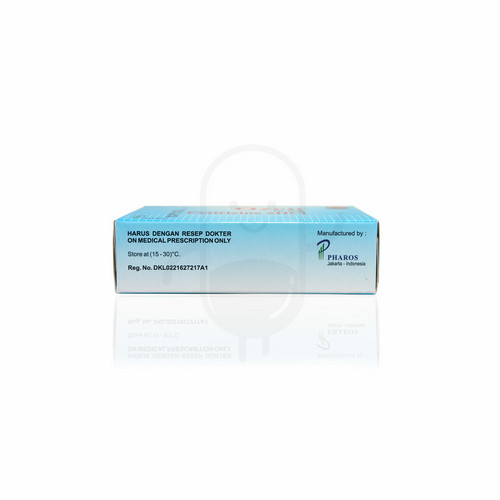 HARUS DENGAN RESEP DOKTER
ON MEDICAL PRESCRIPTION ONLY
Store at (15 - 30)°C.
Reg. No. DKL0221627217A1
Manufactured by :
PHAROS
Jakarta - Indonesia